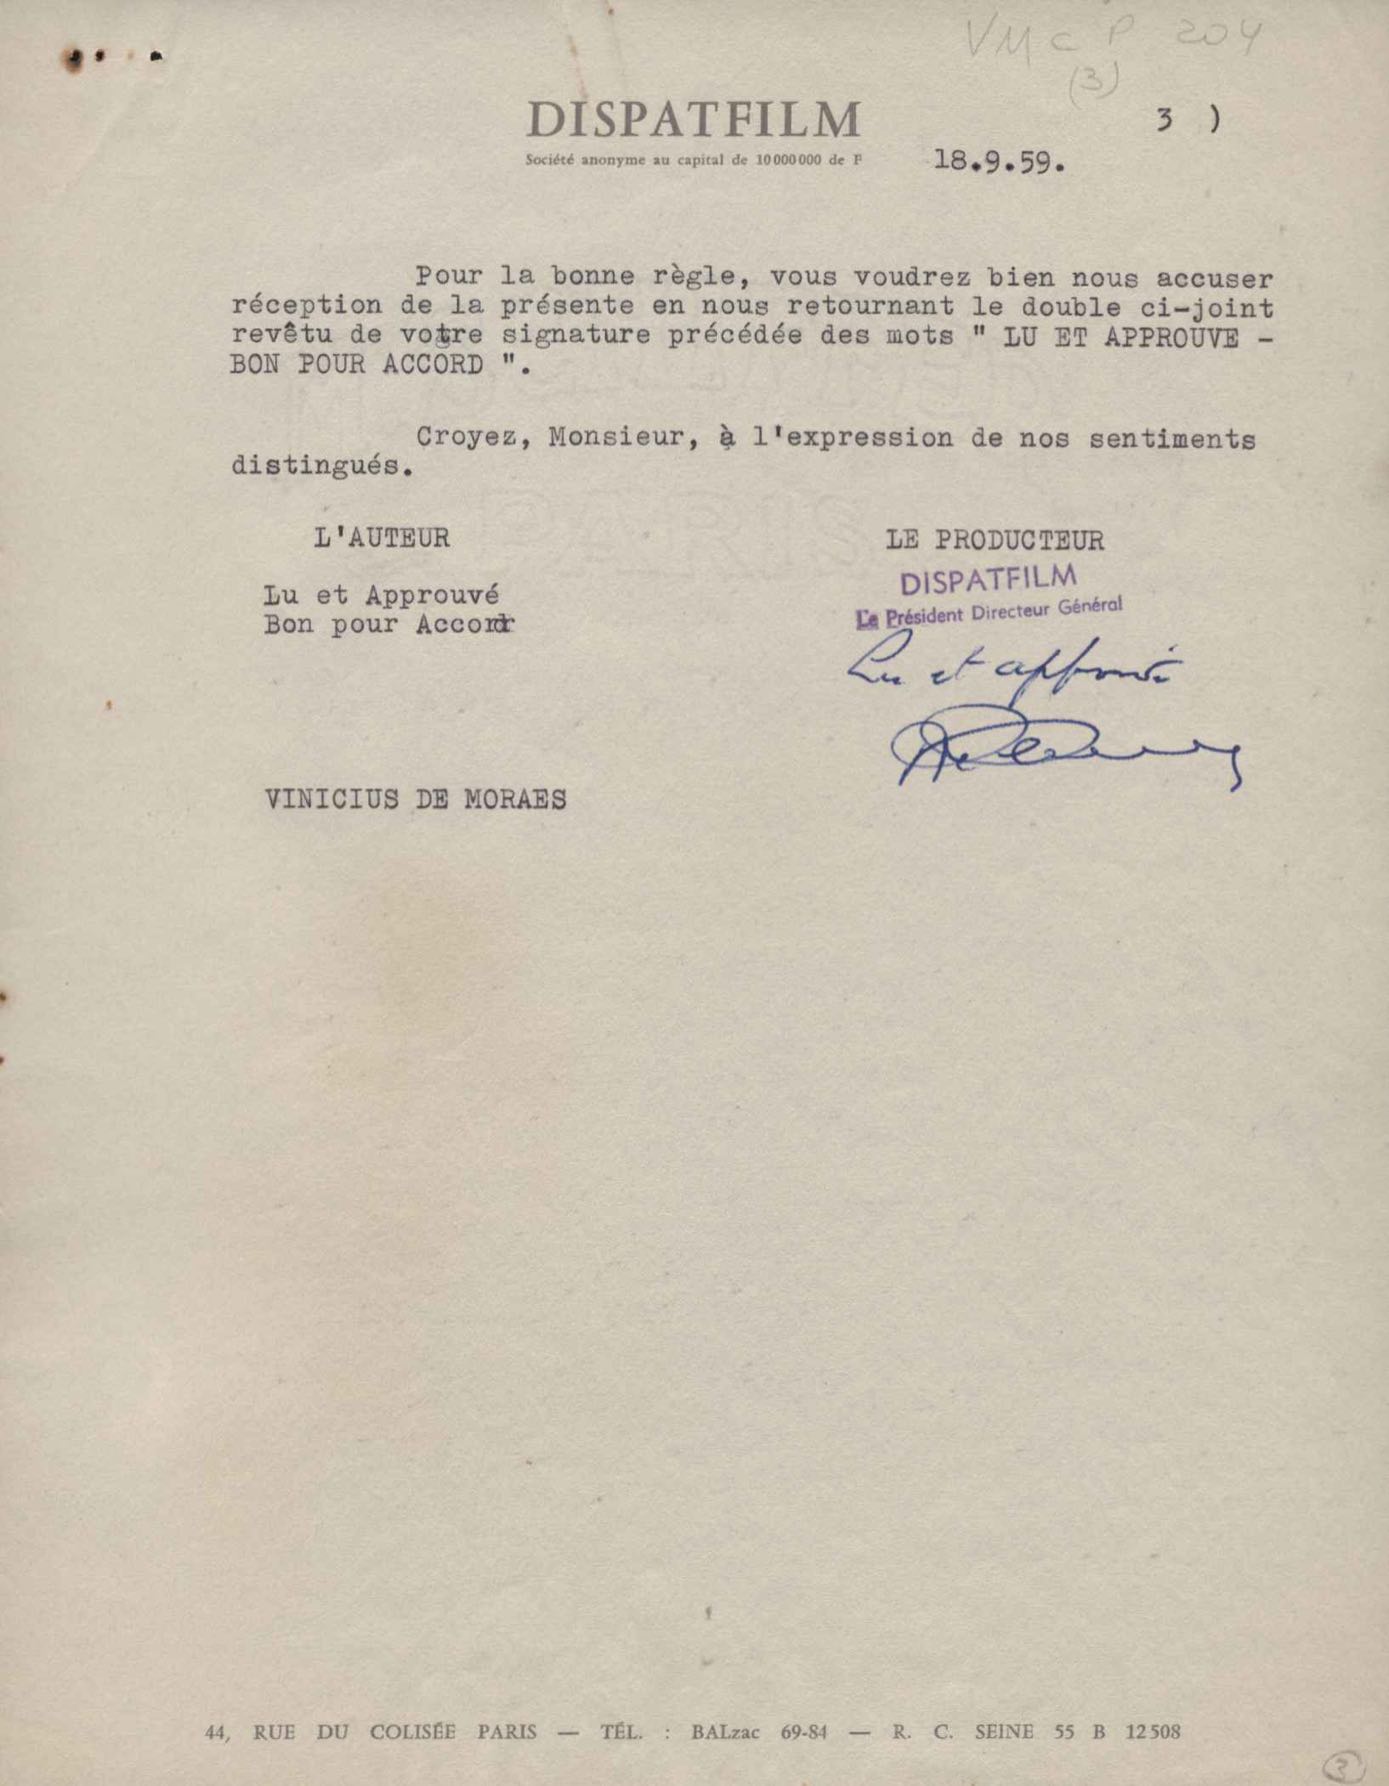 VMCP 204
(3)
DISPATFILM
3 )
Société anonyme au capital de 10 000 000 de F
18.9.59.
Pour la bonne règle, vous voudrez bien nous accuser
réception de la présente en nous retournant le double ci-joint
revêtu de votre signature précédée des mots " LU ET APPROUVE -
BON POUR ACCORD ".
Croyez, Monsieur, à l'expression de nos sentiments
distingués.
L'AUTEUR
LE PRODUCTEUR
DISPATFILM
Le Président Directeur Général
Lu et Approuvé
Bon pour Accord
Lu et approuvé
VINICIUS DE MORAES
44, RUE DU COLISÉE PARIS — TÉL. : BALzac 69-84 — R. C. SEINE 55 B 12508
3